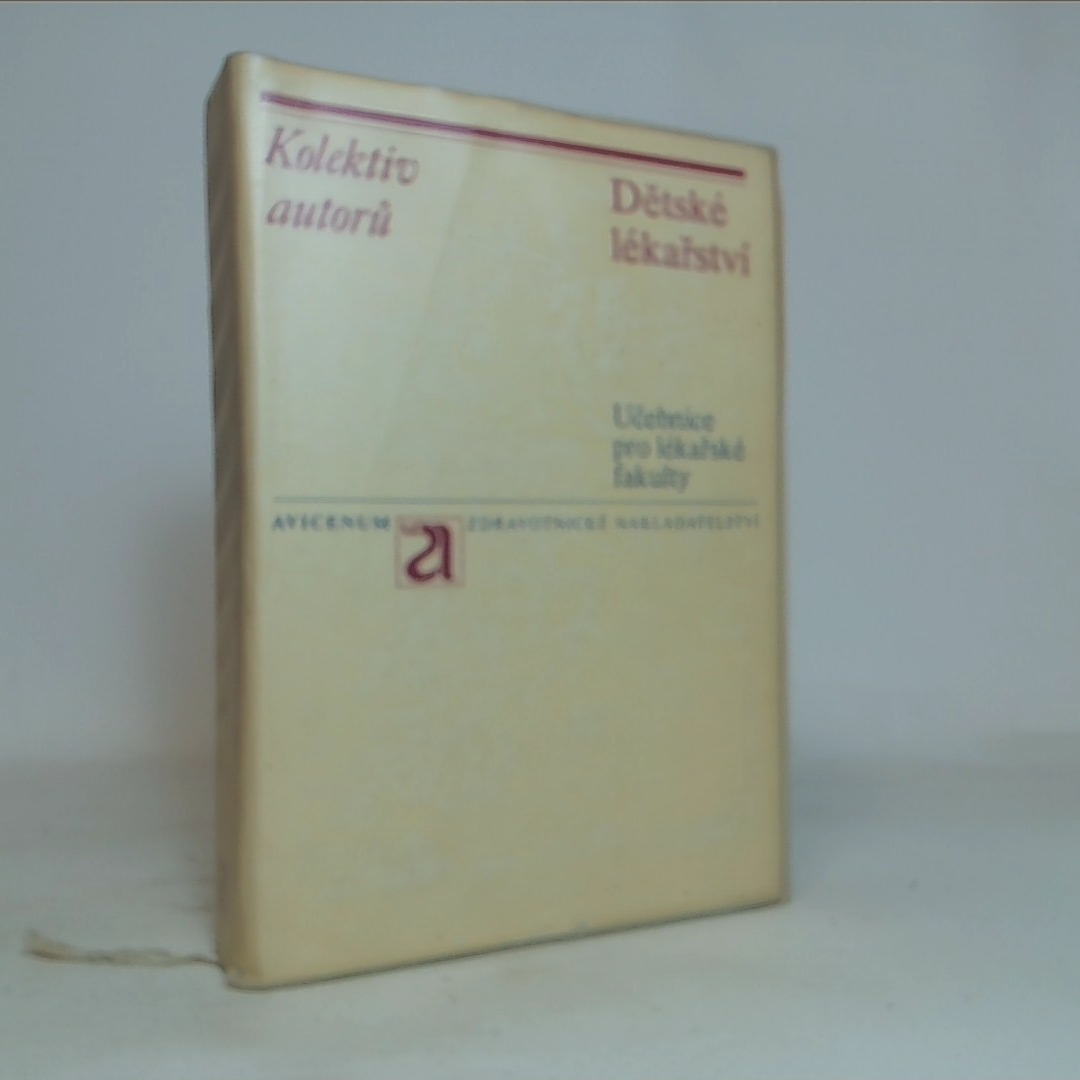 Kolektiv
autorů
Dětské
lékařství
Učebnice
pro lékařské
fakulty
AVICENUM a ZDRAVOTNICKÉ NAKLADATELSTVÍ